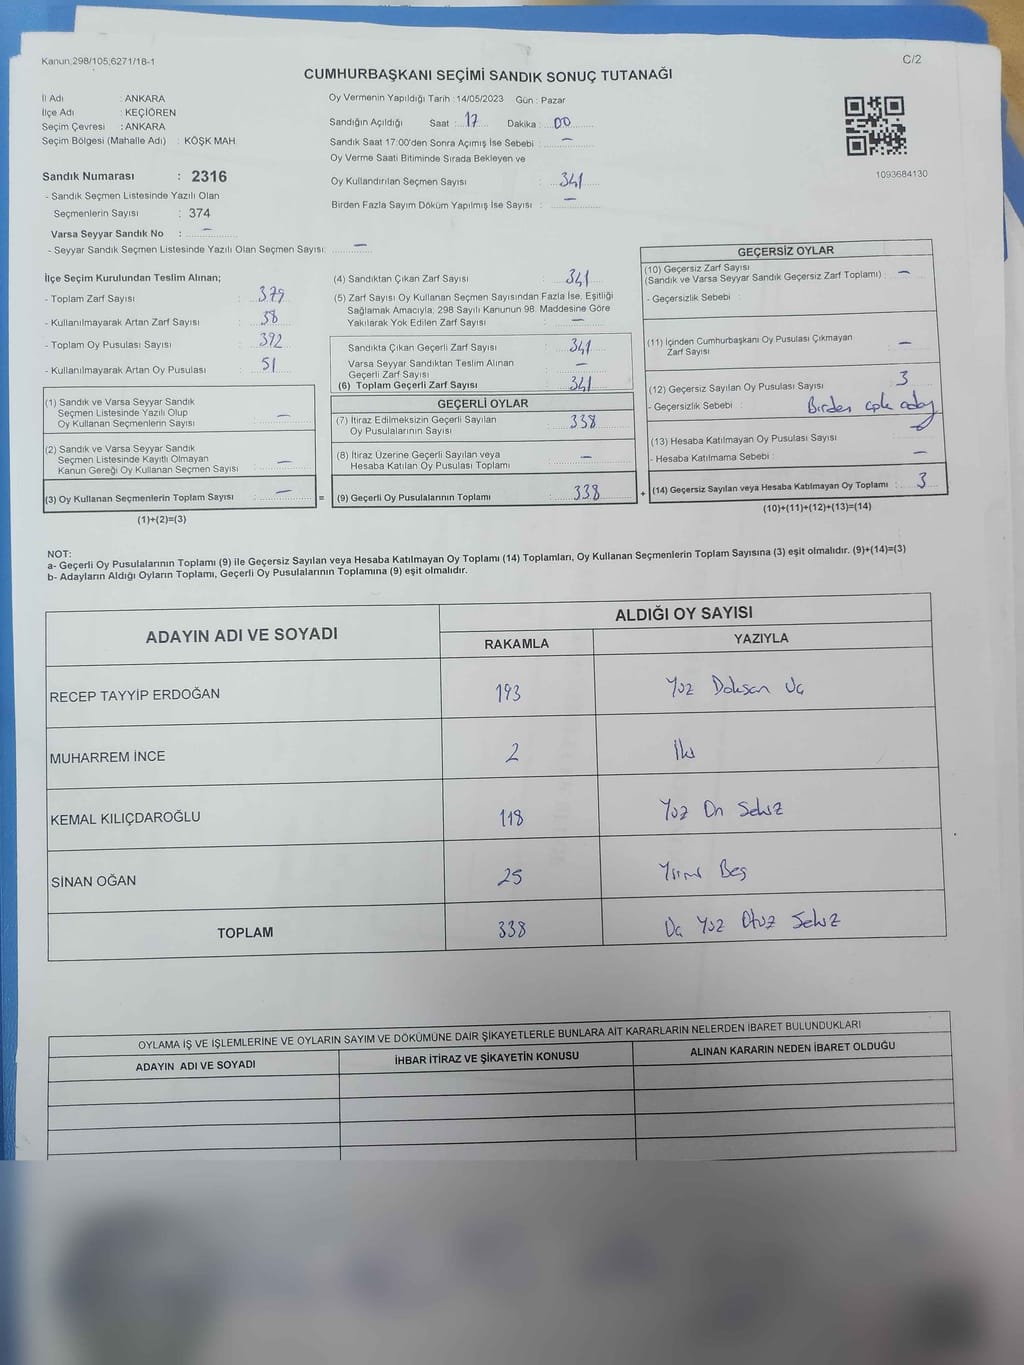 Kanun:298/105,6271/18-1
C/2
CUMHURBAŞKANI SEÇİMİ SANDIK SONUÇ TUTANAĞI
İl Adı : ANKARA
İlçe Adı : KEÇİÖREN
Seçim Çevresi : ANKARA
Seçim Bölgesi (Mahalle Adı) : KÖŞK MAH
Sandık Numarası : 2316
- Sandık Seçmen Listesinde Yazılı Olan
Seçmenlerin Sayısı : 374
Varsa Seyyar Sandık No : –
- Seyyar Sandık Seçmen Listesinde Yazılı Olan Seçmen Sayısı: –
Oy Vermenin Yapıldığı Tarih :14/05/2023 Gün : Pazar
Sandığın Açıldığı Saat : 17 Dakika : 00
Sandık Saat 17:00'den Sonra Açımış İse Sebebi : –
Oy Verme Saati Bitiminde Sırada Bekleyen ve
Oy Kullandırılan Seçmen Sayısı : 341
Birden Fazla Sayım Döküm Yapılmış İse Sayısı : –
1093684130
İlçe Seçim Kurulundan Teslim Alınan;
- Toplam Zarf Sayısı : 379
- Kullanılmayarak Artan Zarf Sayısı : 38
- Toplam Oy Pusulası Sayısı : 392
- Kullanılmayarak Artan Oy Pusulası : 51
(1) Sandık ve Varsa Seyyar Sandık
Seçmen Listesinde Yazılı Olup
Oy Kullanan Seçmenlerin Sayısı : –
(2) Sandık ve Varsa Seyyar Sandık
Seçmen Listesinde Kayıtlı Olmayan
Kanun Gereği Oy Kullanan Seçmen Sayısı : –
(3) Oy Kullanan Seçmenlerin Toplam Sayısı : –
(1)+(2)=(3)
=
(4) Sandıktan Çıkan Zarf Sayısı : 341
(5) Zarf Sayısı Oy Kullanan Seçmen Sayısından Fazla İse, Eşitliği
Sağlamak Amacıyla, 298 Sayılı Kanunun 98. Maddesine Göre
Yakılarak Yok Edilen Zarf Sayısı : –
Sandıkta Çıkan Geçerli Zarf Sayısı : 341
Varsa Seyyar Sandıktan Teslim Alınan
Geçerli Zarf Sayısı : –
(6) Toplam Geçerli Zarf Sayısı : 341
GEÇERLİ OYLAR
(7) İtiraz Edilmeksizin Geçerli Sayılan
Oy Pusulalarının Sayısı : 338
(8) İtiraz Üzerine Geçerli Sayılan veya
Hesaba Katılan Oy Pusulası Toplamı : –
(9) Geçerli Oy Pusulalarının Toplamı : 338
+
GEÇERSİZ OYLAR
(10) Geçersiz Zarf Sayısı
(Sandık ve Varsa Seyyar Sandık Geçersiz Zarf Toplamı) : –
- Geçersizlik Sebebi :
(11) İçinden Cumhurbaşkanı Oy Pusulası Çıkmayan
Zarf Sayısı –
(12) Geçersiz Sayılan Oy Pusulası Sayısı : 3
- Geçersizlik Sebebi : Birden çok aday
(13) Hesaba Katılmayan Oy Pusulası Sayısı :
- Hesaba Katılmama Sebebi : –
(14) Geçersiz Sayılan veya Hesaba Katılmayan Oy Toplamı : 3
(10)+(11)+(12)+(13)=(14)
NOT:
a- Geçerli Oy Pusulalarının Toplamı (9) ile Geçersiz Sayılan veya Hesaba Katılmayan Oy Toplamı (14) Toplamları, Oy Kullanan Seçmenlerin Toplam Sayısına (3) eşit olmalıdır. (9)+(14)=(3)
b- Adayların Aldığı Oyların Toplamı, Geçerli Oy Pusulalarının Toplamına (9) eşit olmalıdır.
ADAYIN ADI VE SOYADI
ALDIĞI OY SAYISI
RAKAMLA YAZIYLA
RECEP TAYYİP ERDOĞAN 193 Yüz Doksan Üç
MUHARREM İNCE 2 İki
KEMAL KILIÇDAROĞLU 118 Yüz On Sekiz
SİNAN OĞAN 25 Yirmi Beş
TOPLAM 338 Üç Yüz Otuz Sekiz
OYLAMA İŞ VE İŞLEMLERİNE VE OYLARIN SAYIM VE DÖKÜMÜNE DAİR ŞİKAYETLERLE BUNLARA AİT KARARLARIN NELERDEN İBARET BULUNDUKLARI
ADAYIN ADI VE SOYADI İHBAR İTİRAZ VE ŞİKAYETİN KONUSU ALINAN KARARIN NEDEN İBARET OLDUĞU